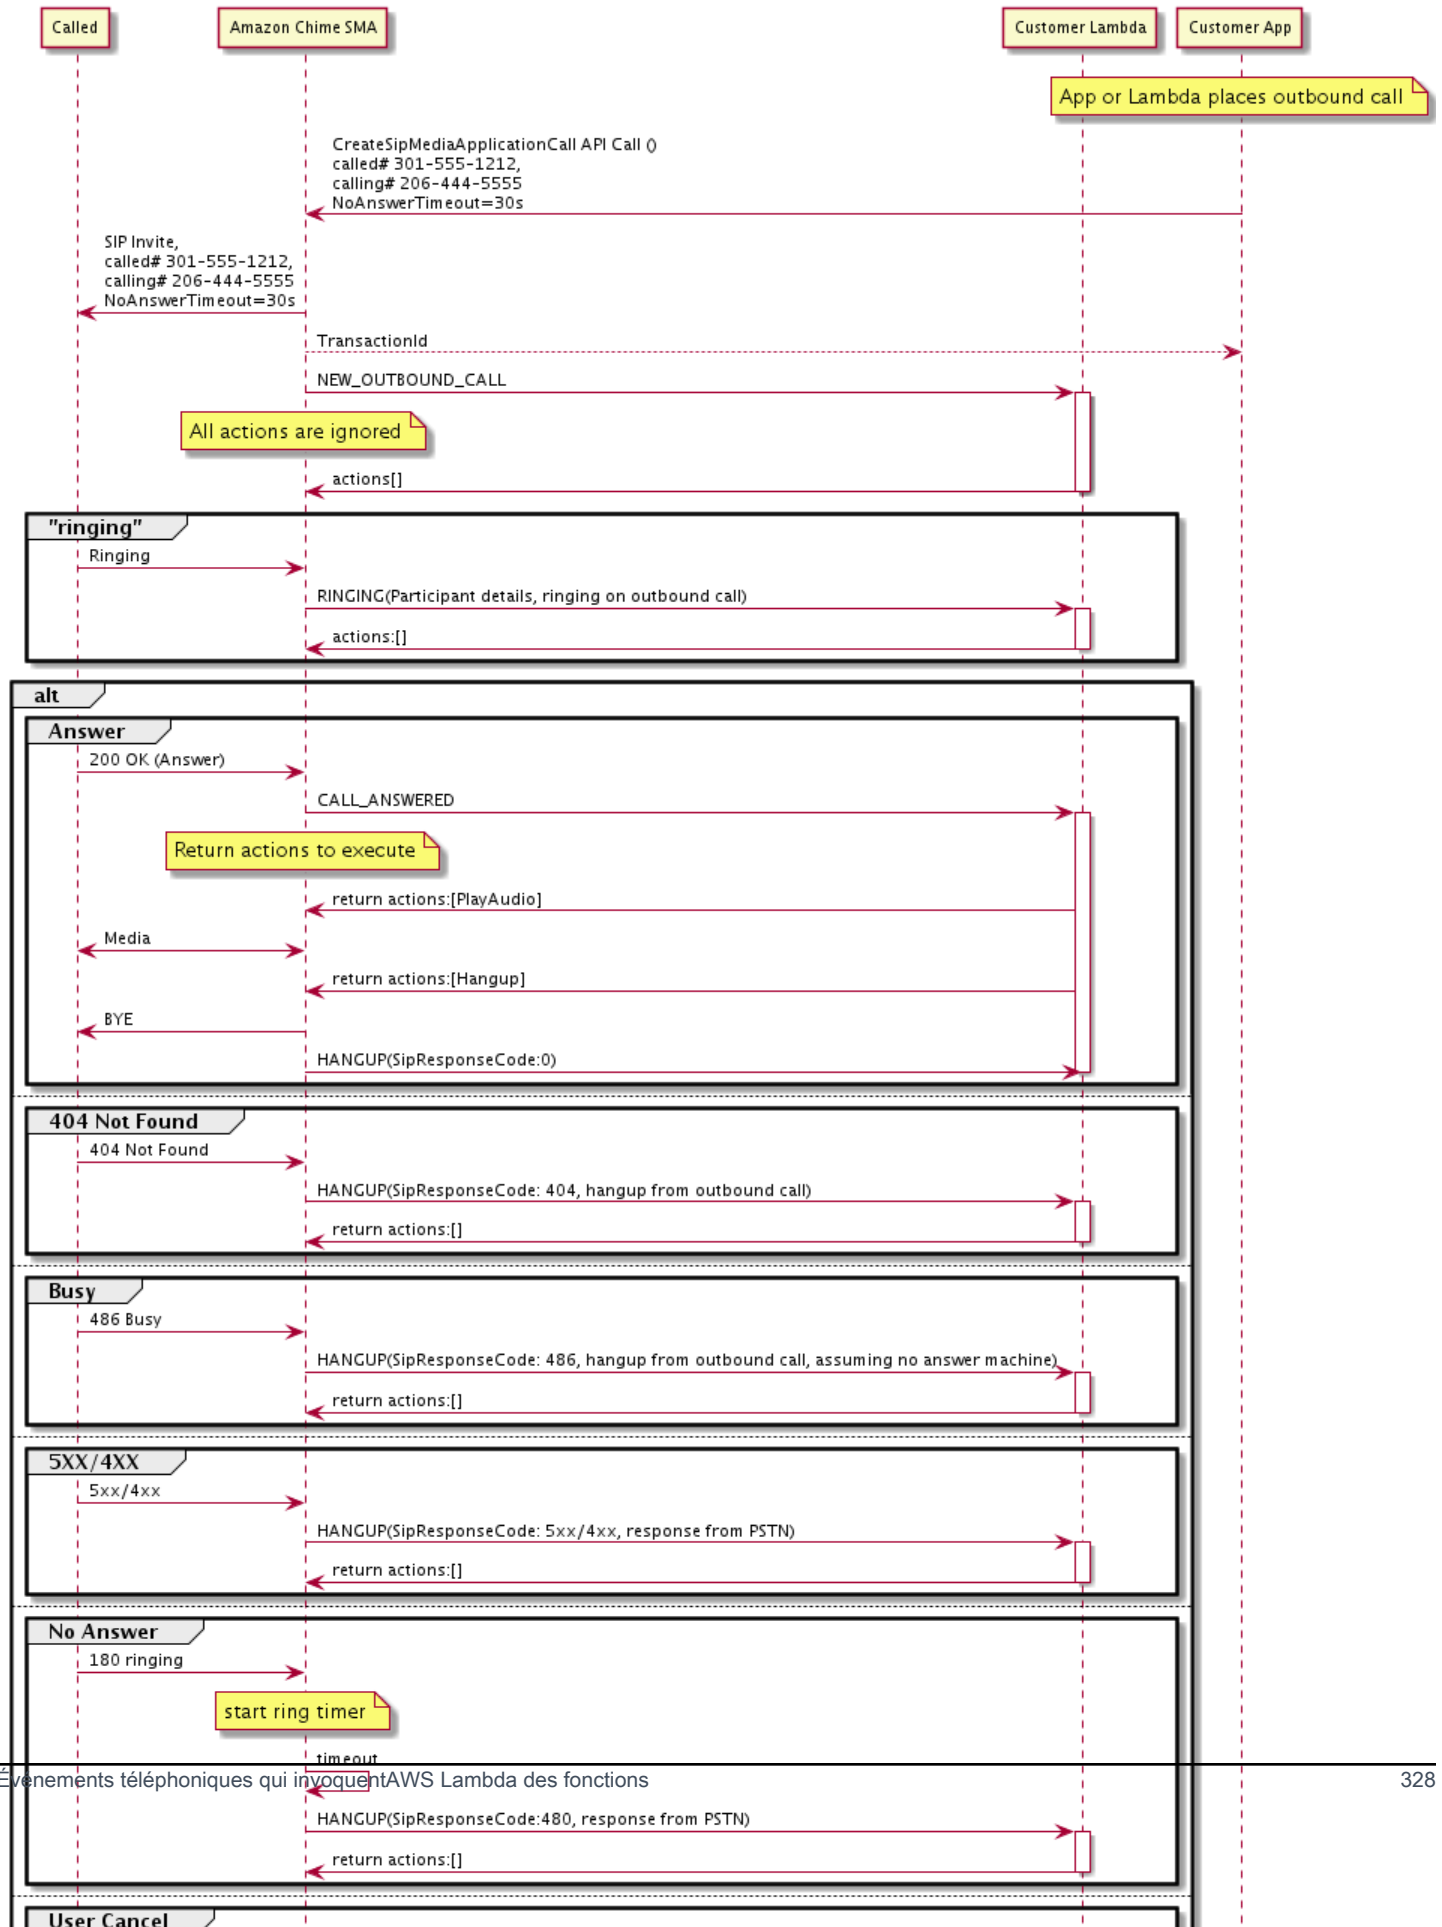 Called
Amazon Chime SMA
Customer Lambda
Customer App
App or Lambda places outbound call
CreateSipMediaApplicationCall API Call ()
called# 301-555-1212,
calling# 206-444-5555
NoAnswerTimeout=30s
SIP Invite,
called# 301-555-1212,
calling# 206-444-5555
NoAnswerTimeout=30s
TransactionId
NEW_OUTBOUND_CALL
All actions are ignored
actions[]
"ringing"
Ringing
RINGING(Participant details, ringing on outbound call)
actions:[]
alt
Answer
200 OK (Answer)
CALL_ANSWERED
Return actions to execute
return actions:[PlayAudio]
Media
return actions:[Hangup]
BYE
HANGUP(SipResponseCode:0)
404 Not Found
404 Not Found
HANGUP(SipResponseCode: 404, hangup from outbound call)
return actions:[]
Busy
486 Busy
HANGUP(SipResponseCode: 486, hangup from outbound call, assuming no answer machine)
return actions:[]
5XX/4XX
5xx/4xx
HANGUP(SipResponseCode: 5xx/4xx, response from PSTN)
return actions:[]
No Answer
180 ringing
start ring timer
timeout
Évènements téléphoniques qui invoquentAWS Lambda des fonctions 328
HANGUP(SipResponseCode:480, response from PSTN)
return actions:[]
User Cancel